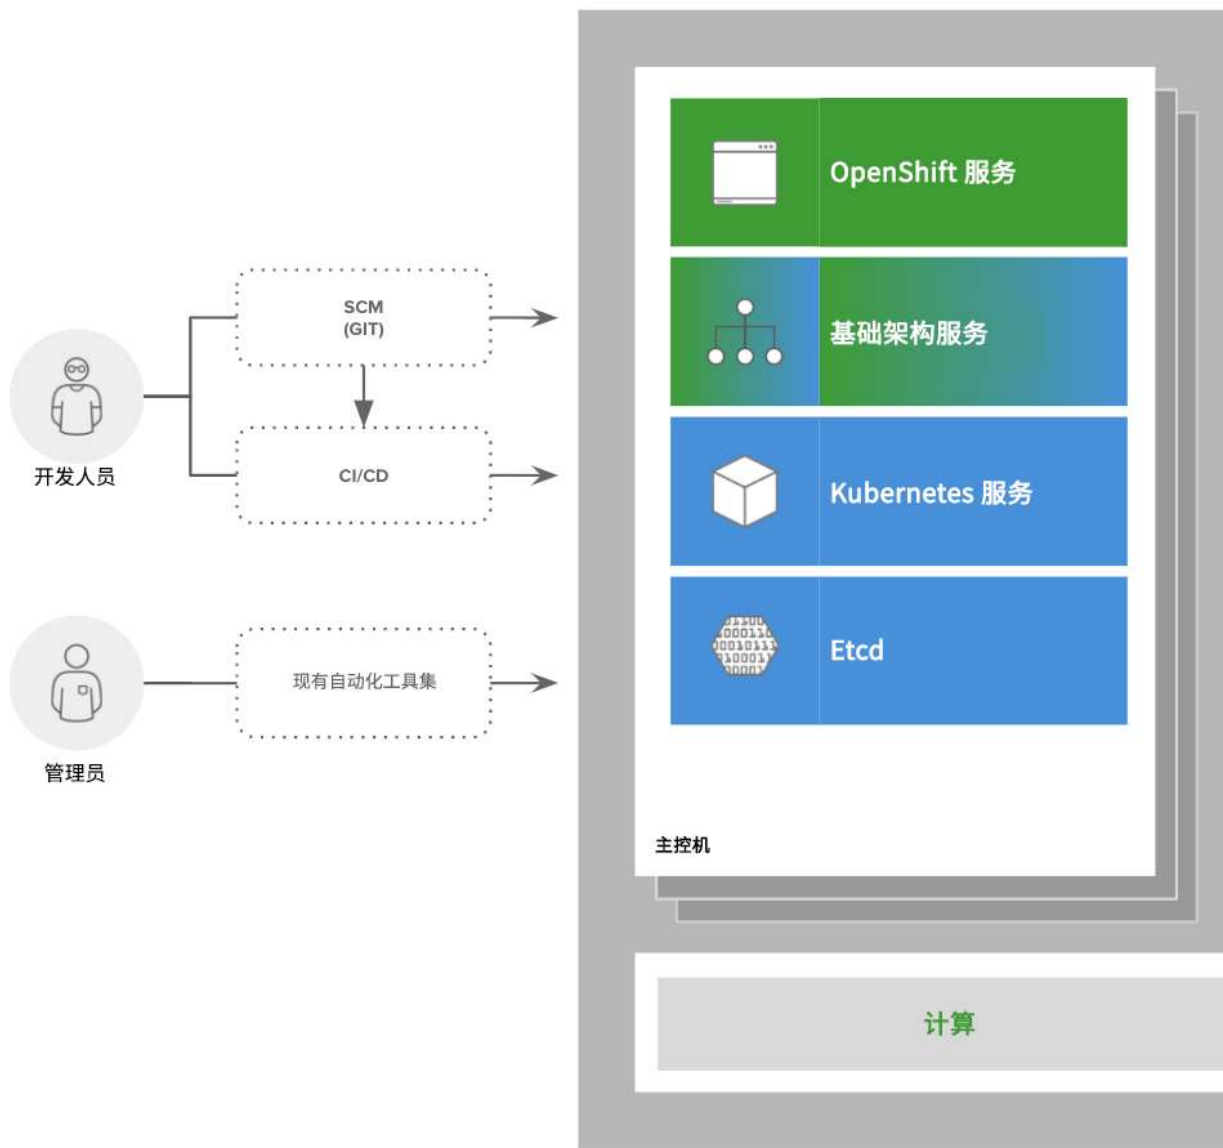 OpenShift 服务
SCM
(GIT)
基础架构服务
开发人员
CI/CD
Kubernetes 服务
Etcd
现有自动化工具集
管理员
主控机
计算